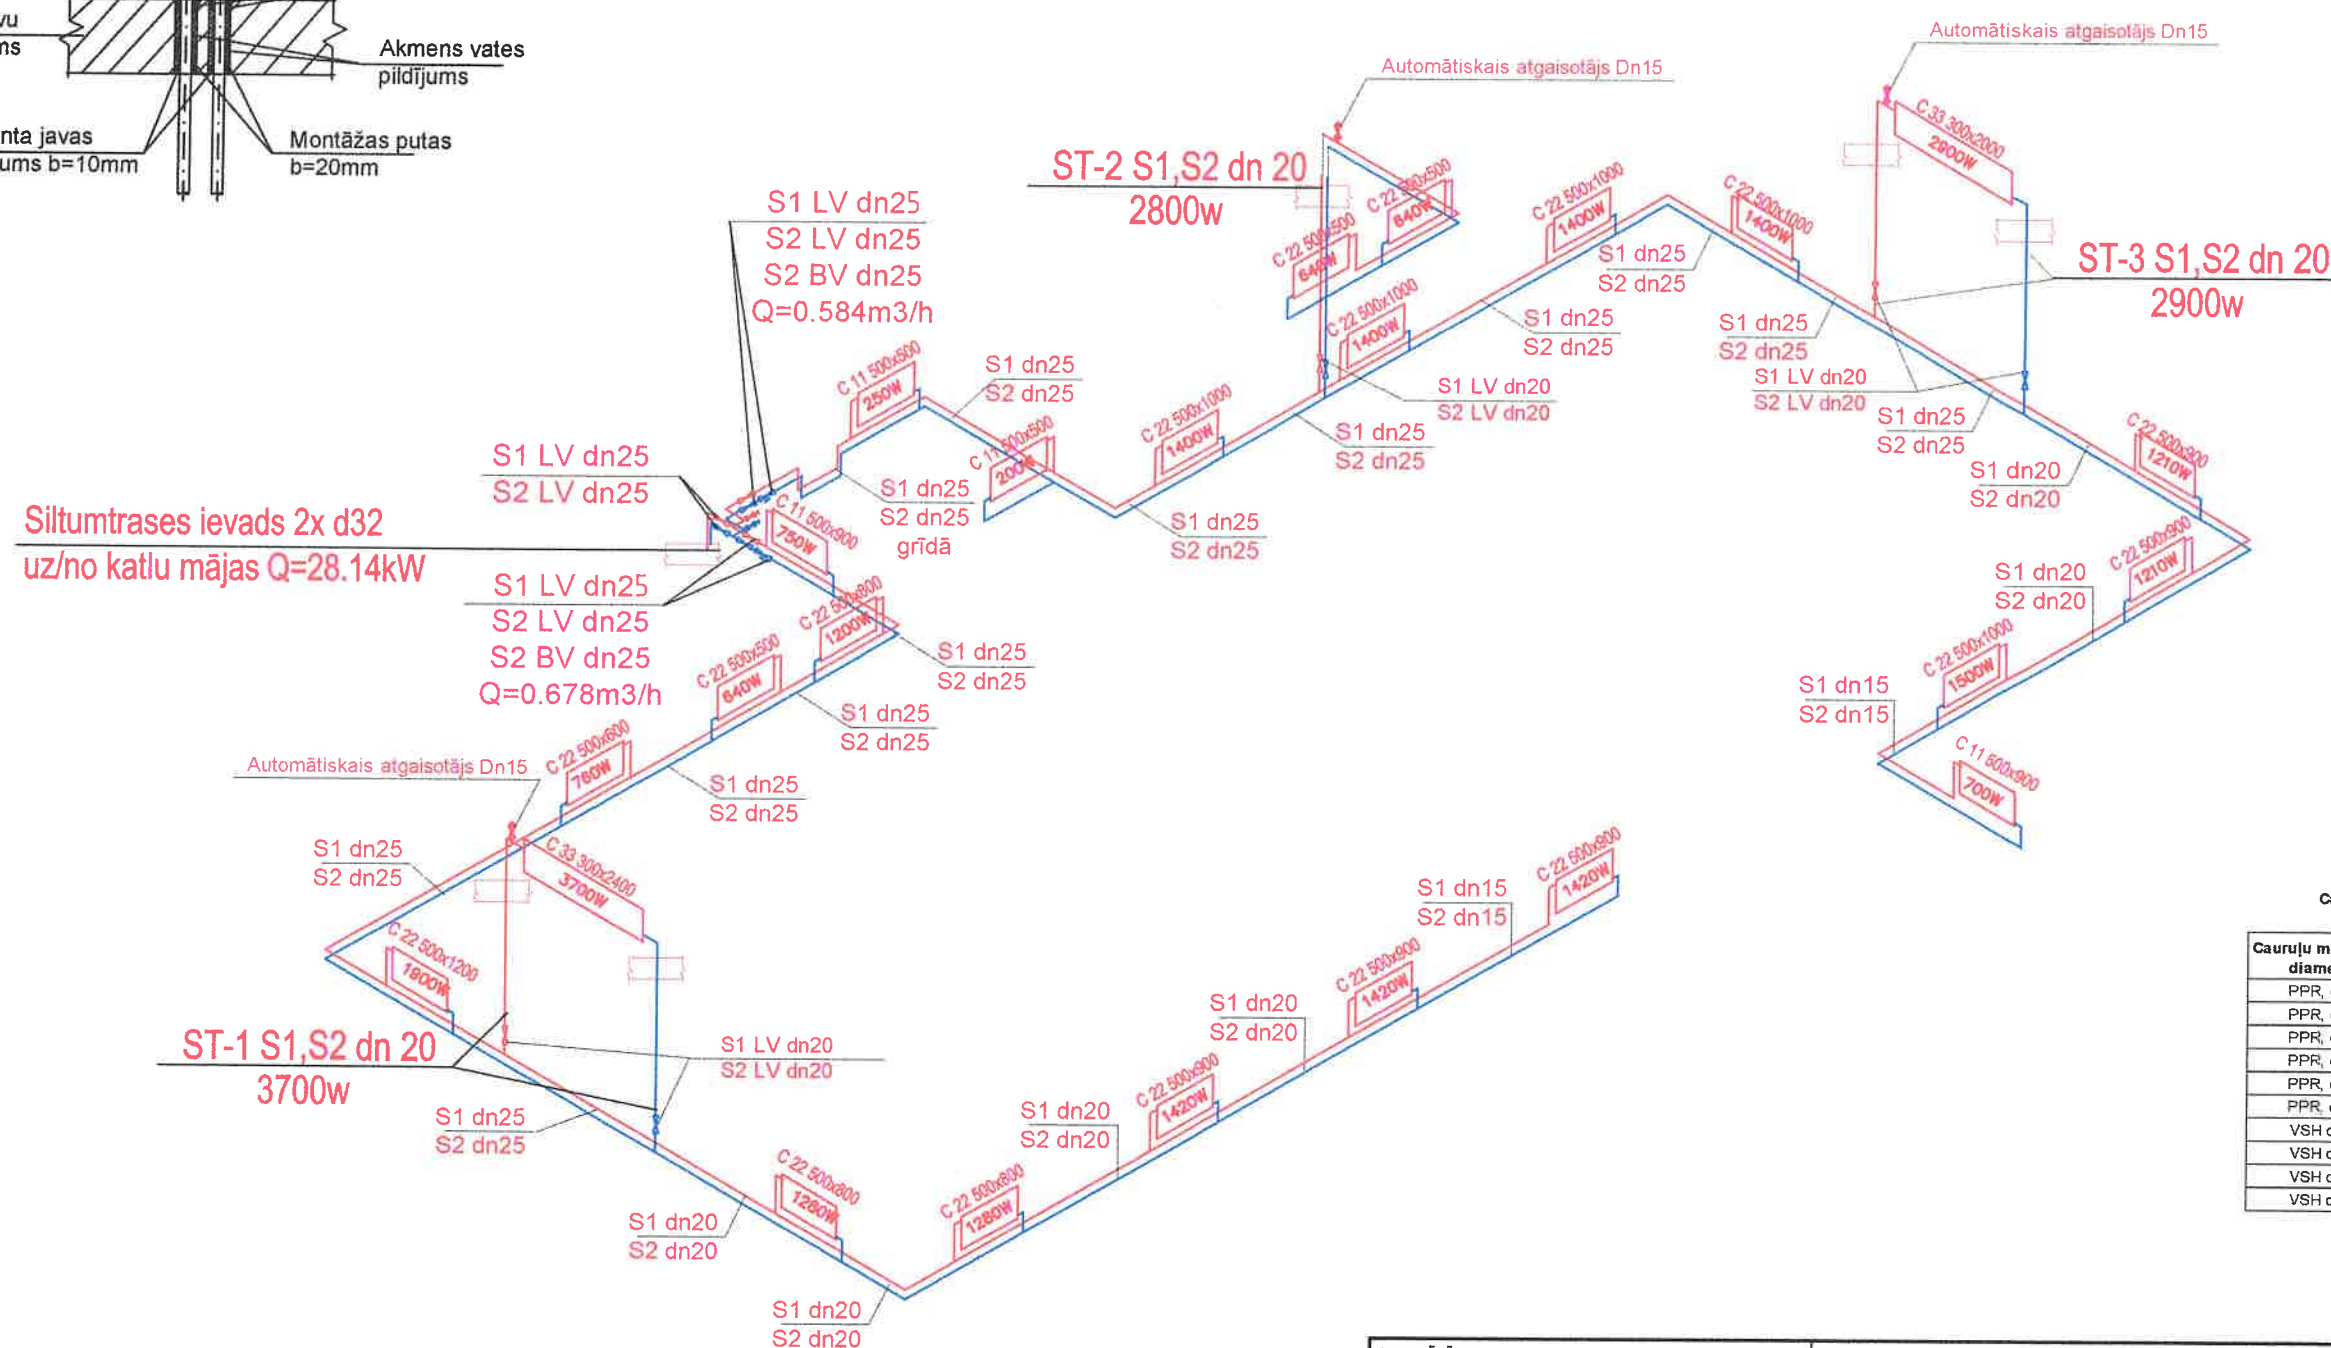 Akmens vates
pildījums
Montāžas putas
b=20mm
javas
b=10mm
Automātiskais atgaisotājs Dn15
Automātiskais atgaisotājs Dn15
C 33 300x2000
2900W
ST-2 S1,S2 dn 20
2800w
C 22 500x500
640W
C 22 500x500
640W
C 22 500x1000
1400W
C 22 500x1000
1400W
ST-3 S1,S2 dn 20
2900w
S1 LV dn25
S2 LV dn25
S2 BV dn25
Q=0.584m3/h
S1 dn25
S2 dn25
C 22 500x1000
1400W
S1 dn25
S2 dn25
S1 dn25
S2 dn25
C 11 500x500
250W
S1 dn25
S2 dn25
S1 LV dn20
S2 LV dn20
S1 LV dn20
S2 LV dn20
C 22 500x1000
1400W
S1 dn25
S2 dn25
S1 dn25
S2 dn25
C 11 500x500
200W
C 22 500x900
1210W
S1 dn20
S2 dn20
S1 LV dn25
S2 LV dn25
S1 dn25
S2 dn25
grīdā
S1 dn25
S2 dn25
Siltumtrases ievads 2x d32
uz/no katlu mājas Q=28.14kW
C 11 500x900
750W
C 22 500x900
1210W
S1 dn20
S2 dn20
S1 LV dn25
S2 LV dn25
S2 BV dn25
Q=0.678m3/h
C 22 500x800
1200W
S1 dn25
S2 dn25
C 22 500x500
640W
S1 dn25
S2 dn25
C 22 500x1000
1500W
S1 dn15
S2 dn15
C 11 500x900
700W
Automātiskais atgaisotājs Dn15
C 22 500x600
760W
S1 dn25
S2 dn25
S1 dn25
S2 dn25
C 33 300x2400
3700W
C 22 500x900
1420W
S1 dn15
S2 dn15
C 22 500x1200
1900W
C 22 500x900
1420W
S1 dn20
S2 dn20
ST-1 S1,S2 dn 20
3700w
S1 LV dn20
S2 LV dn20
S1 dn25
S2 dn25
C 22 500x900
1420W
S1 dn20
S2 dn20
C 22 500x800
1280W
C 22 500x800
1280W
S1 dn20
S2 dn20
S1 dn20
S2 dn20
Cauruļu
PPR,
PPR,
PPR,
PPR,
PPR,
PPR,
VSH
VSH
VSH
VSH